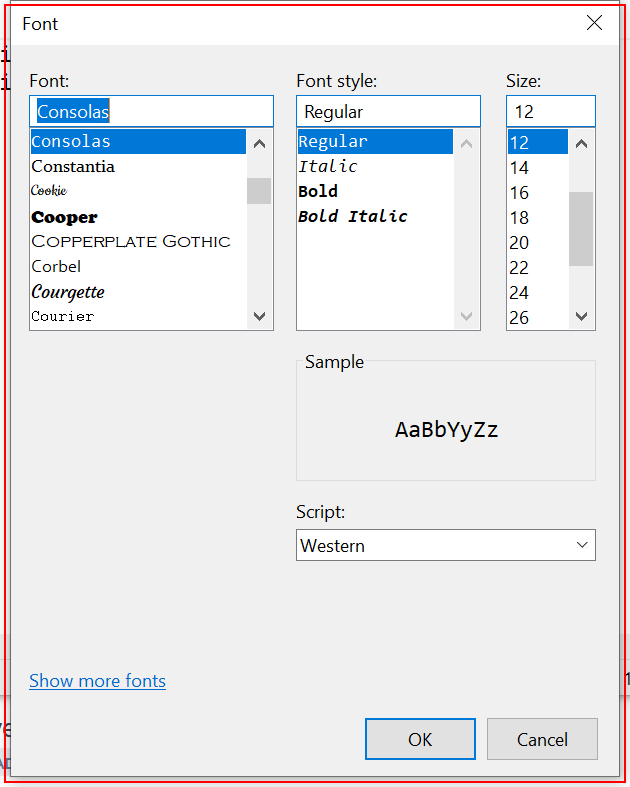 Font
Font:
Font style:
Size:
Consolas
Regular
12
Consolas
Constantia
Cookie
Cooper
Copperplate Gothic
Corbel
Courgette
Courier
Regular
Italic
Bold
Bold Italic
12
14
16
18
20
22
24
26
Sample
AaBbYyZz
Script:
Western
Show more fonts
OK
Cancel